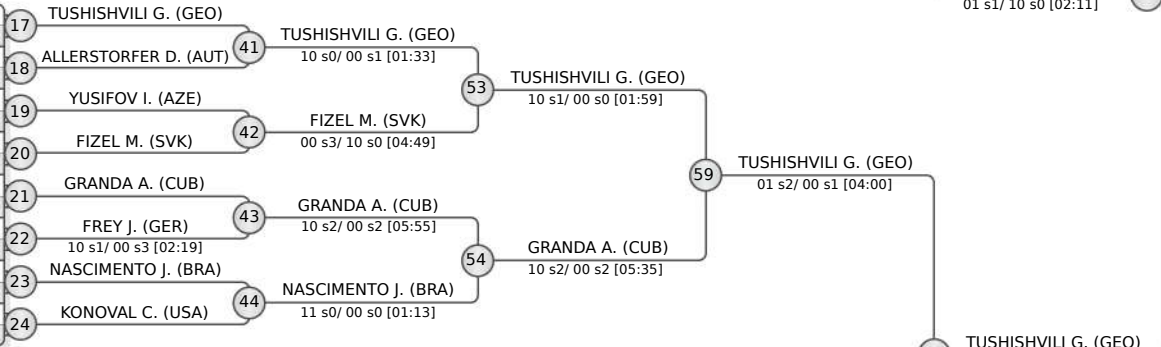 01 s1/ 10 s0 [02:11]
17
TUSHISHVILI G. (GEO)
18
ALLERSTORFER D. (AUT)
41
TUSHISHVILI G. (GEO)
10 s0/ 00 s1 [01:33]
19
YUSIFOV I. (AZE)
20
FIZEL M. (SVK)
42
FIZEL M. (SVK)
00 s3/ 10 s0 [04:49]
53
TUSHISHVILI G. (GEO)
10 s1/ 00 s0 [01:59]
21
GRANDA A. (CUB)
22
FREY J. (GER)
10 s1/ 00 s3 [02:19]
43
GRANDA A. (CUB)
10 s2/ 00 s2 [05:55]
23
NASCIMENTO J. (BRA)
24
KONOVAL C. (USA)
44
NASCIMENTO J. (BRA)
11 s0/ 00 s0 [01:13]
54
GRANDA A. (CUB)
10 s2/ 00 s2 [05:35]
59
TUSHISHVILI G. (GEO)
01 s2/ 00 s1 [04:00]
TUSHISHVILI G. (GEO)